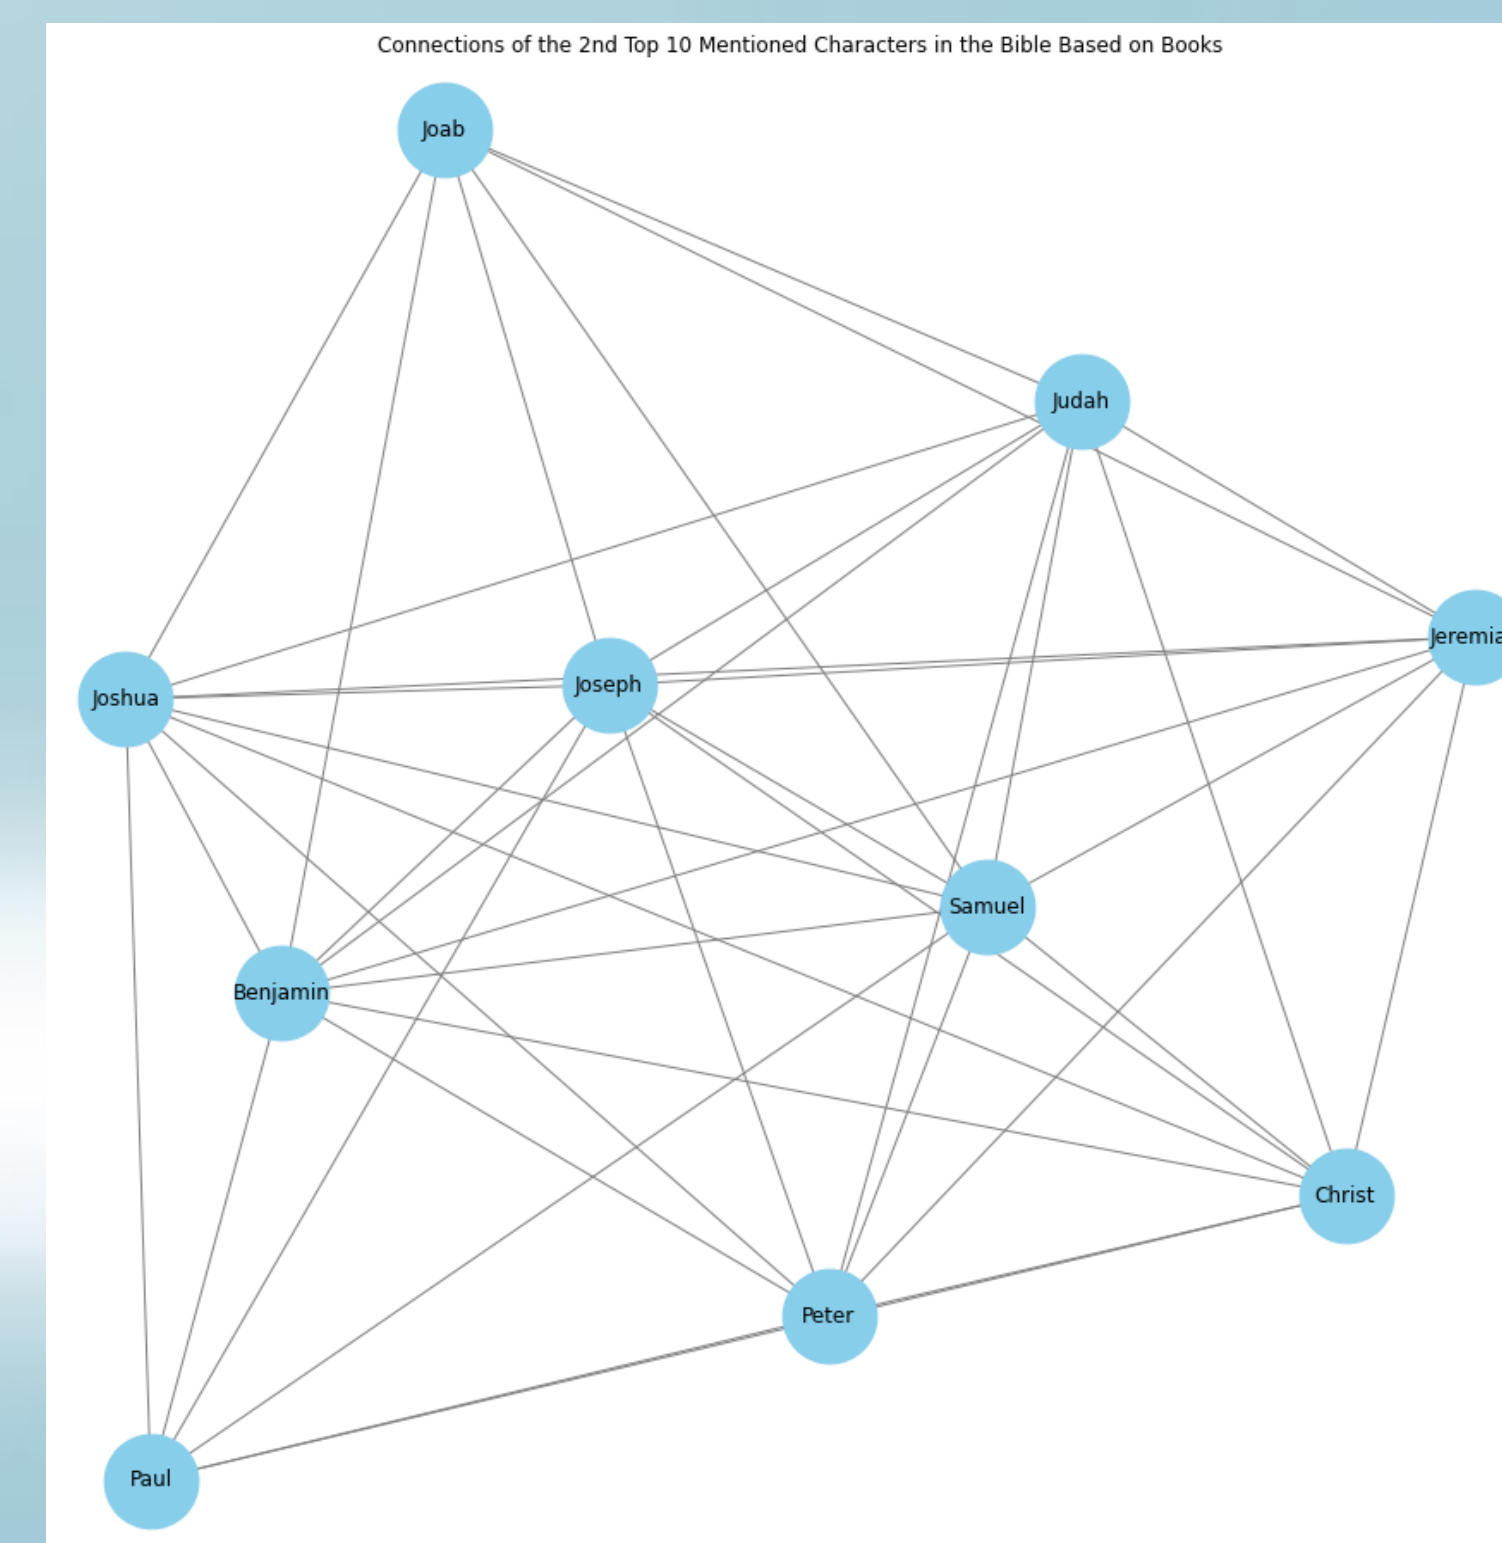 Connections of the 2nd Top 10 Mentioned Characters in the Bible Based on Books
Joab
Judah
Jeremia
Joseph
Joshua
Samuel
Benjamin
Christ
Peter
Paul